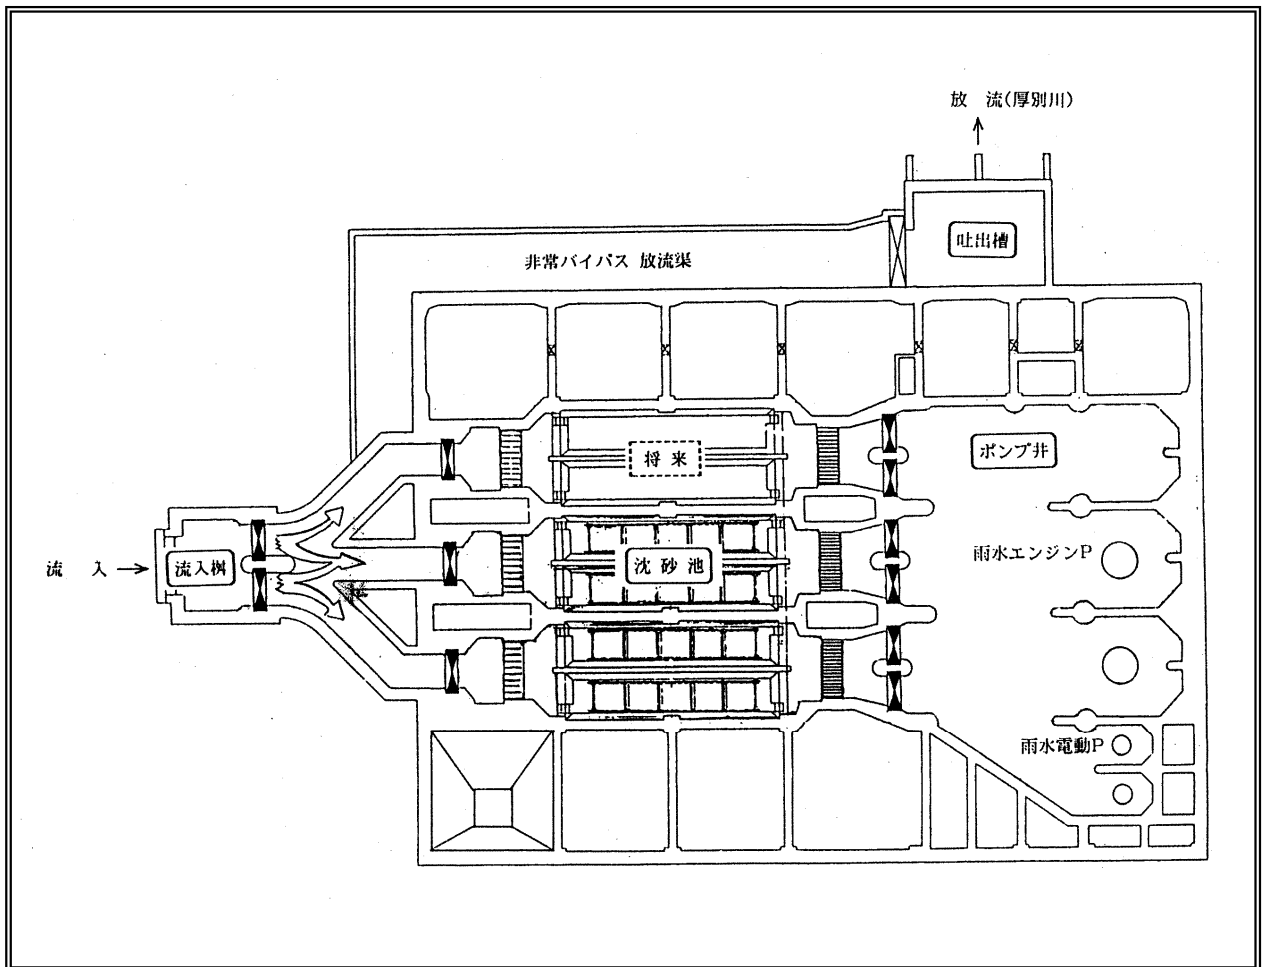 放 流(厚別川)
吐出槽
非常バイパス 放流渠
将 来
ポンプ井
流 入
流入桝
沈 砂 池
雨水エンジンP
雨水電動P